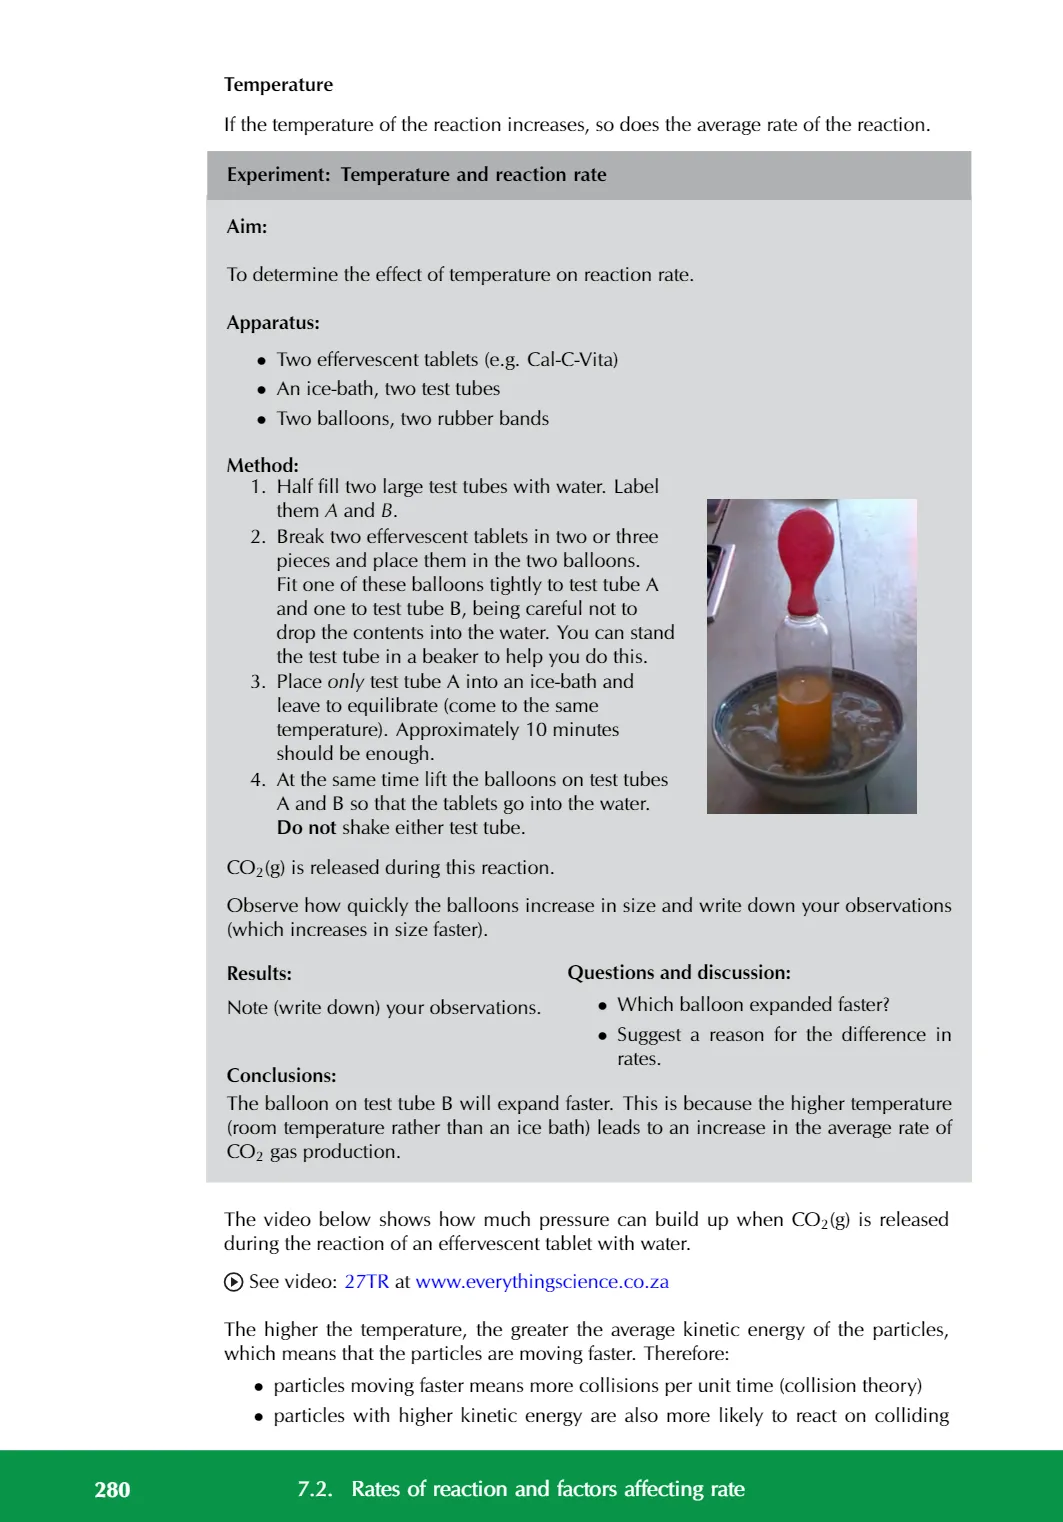 Temperature
If the temperature of the reaction increases, so does the average rate of the reaction.
Experiment: Temperature and reaction rate
Aim:
To determine the effect of temperature on reaction rate.
Apparatus:
• Two effervescent tablets (e.g. Cal-C-Vita)
• An ice-bath, two test tubes
• Two balloons, two rubber bands
Method:
1. Half fill two large test tubes with water. Label
them A and B.
2. Break two effervescent tablets in two or three
pieces and place them in the two balloons.
Fit one of these balloons tightly to test tube A
and one to test tube B, being careful not to
drop the contents into the water. You can stand
the test tube in a beaker to help you do this.
3. Place only test tube A into an ice-bath and
leave to equilibrate (come to the same
temperature). Approximately 10 minutes
should be enough.
4. At the same time lift the balloons on test tubes
A and B so that the tablets go into the water.
Do not shake either test tube.
CO₂(g) is released during this reaction.
Observe how quickly the balloons increase in size and write down your observations
(which increases in size faster).
Results:
Note (write down) your observations.
Questions and discussion:
• Which balloon expanded faster?
• Suggest a reason for the difference in
rates.
Conclusions:
The balloon on test tube B will expand faster. This is because the higher temperature
(room temperature rather than an ice bath) leads to an increase in the average rate of
CO₂ gas production.
The video below shows how much pressure can build up when CO₂(g) is released
during the reaction of an effervescent tablet with water.
See video: 27TR at www.everythingscience.co.za
The higher the temperature, the greater the average kinetic energy of the particles,
which means that the particles are moving faster. Therefore:
• particles moving faster means more collisions per unit time (collision theory)
• particles with higher kinetic energy are also more likely to react on colliding
280 7.2. Rates of reaction and factors affecting rate